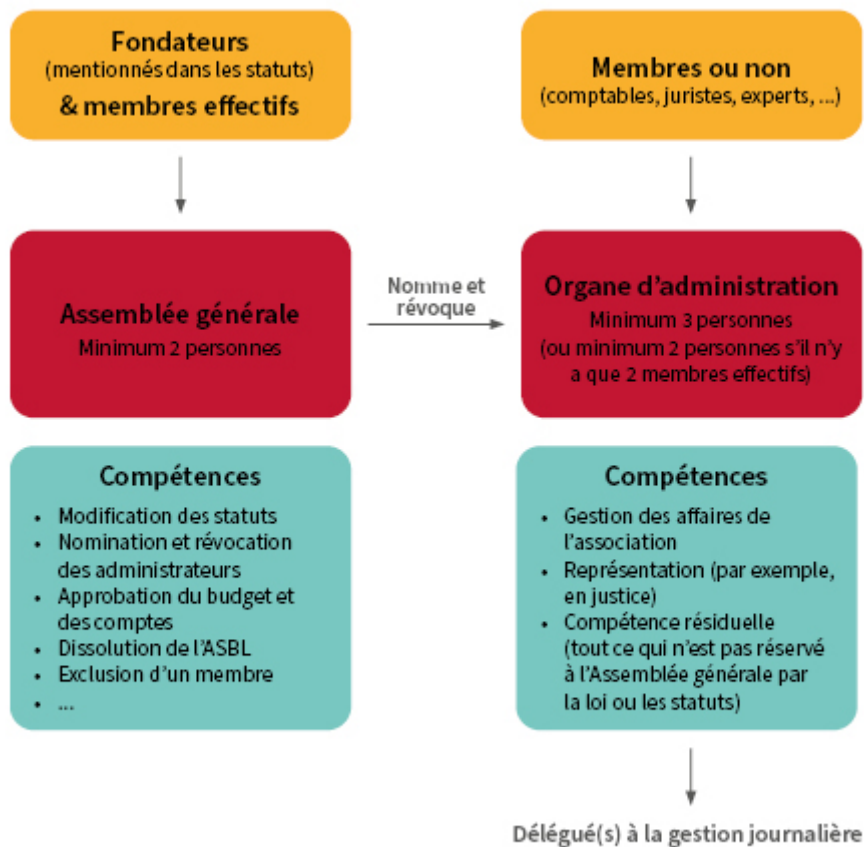 Fondateurs
(mentionnés dans les statuts)
& membres effectifs
Membres ou non
(comptables, juristes, experts, ...)
Assemblée générale
Minimum 2 personnes
Nomme et
révoque
Organe d'administration
Minimum 3 personnes
(ou minimum 2 personnes s'il n'y
a que 2 membres effectifs)
Compétences
• Modification des statuts
• Nomination et révocation
des administrateurs
• Approbation du budget et
des comptes
• Dissolution de l'ASBL
• Exclusion d'un membre
• ...
Compétences
• Gestion des affaires de
l'association
• Représentation (par exemple,
en justice)
• Compétence résiduelle
(tout ce qui n'est pas réservé
à l'Assemblée générale par
la loi ou les statuts)
Délégué(s) à la gestion journalière